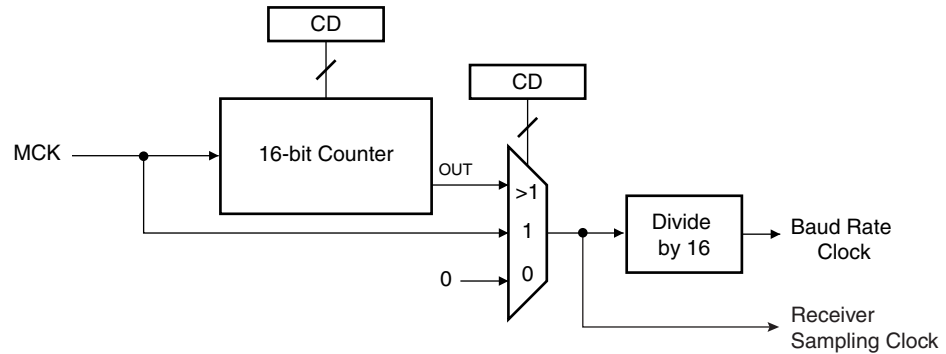 CD
CD
MCK
16-bit Counter
OUT
>1
1
0
0
Divide
by 16
Baud Rate
Clock
Receiver
Sampling Clock